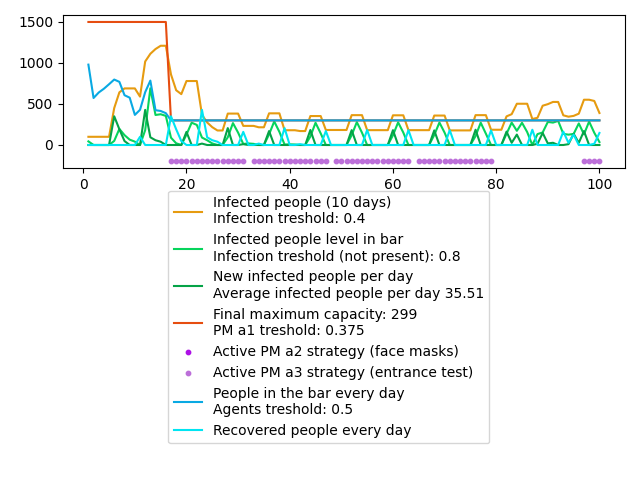 1500
1000
500
0
0
20
40
60
80
100
Infected people (10 days)
Infection treshold: 0.4
Infected people level in bar
Infection treshold (not present): 0.8
New infected people per day
Average infected people per day 35.51
Final maximum capacity: 299
PM a1 treshold: 0.375
Active PM a2 strategy (face masks)
Active PM a3 strategy (entrance test)
People in the bar every day
Agents treshold: 0.5
Recovered people every day